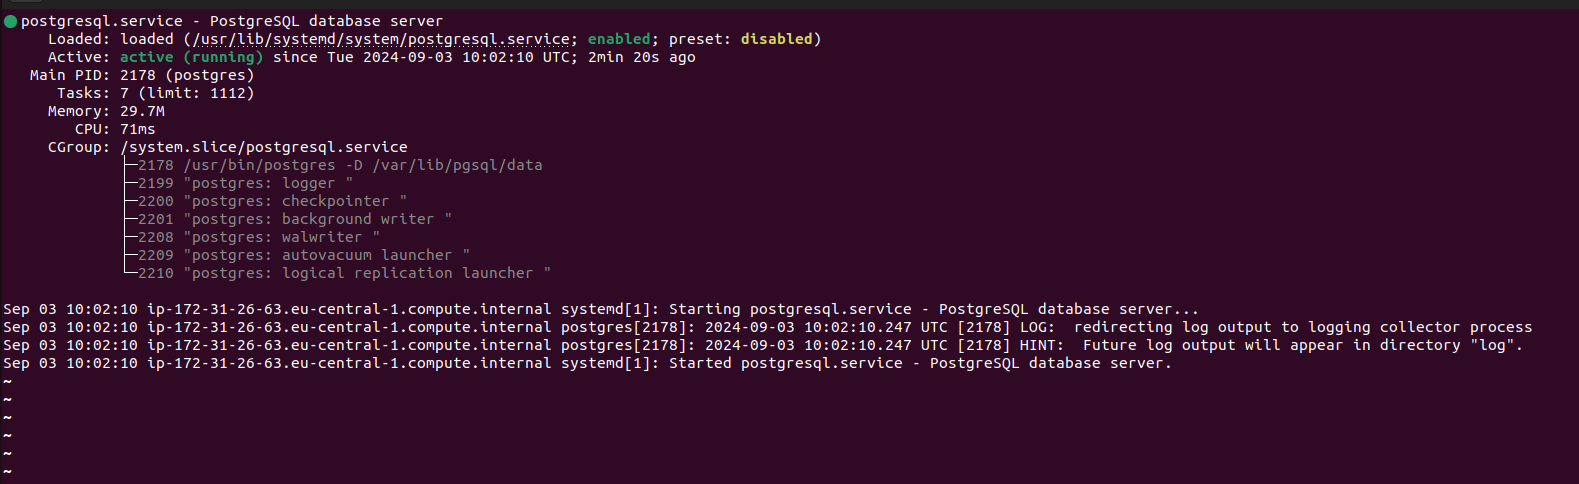 ● postgresql.service - PostgreSQL database server
     Loaded: loaded (/usr/lib/systemd/system/postgresql.service; enabled; preset: disabled)
     Active: active (running) since Tue 2024-09-03 10:02:10 UTC; 2min 20s ago
   Main PID: 2178 (postgres)
      Tasks: 7 (limit: 1112)
     Memory: 29.7M
        CPU: 71ms
     CGroup: /system.slice/postgresql.service
             ├─2178 /usr/bin/postgres -D /var/lib/pgsql/data
             ├─2199 "postgres: logger "
             ├─2200 "postgres: checkpointer "
             ├─2201 "postgres: background writer "
             ├─2208 "postgres: walwriter "
             ├─2209 "postgres: autovacuum launcher "
             └─2210 "postgres: logical replication launcher "

Sep 03 10:02:10 ip-172-31-26-63.eu-central-1.compute.internal systemd[1]: Starting postgresql.service - PostgreSQL database server...
Sep 03 10:02:10 ip-172-31-26-63.eu-central-1.compute.internal postgres[2178]: 2024-09-03 10:02:10.247 UTC [2178] LOG:  redirecting log output to logging collector process
Sep 03 10:02:10 ip-172-31-26-63.eu-central-1.compute.internal postgres[2178]: 2024-09-03 10:02:10.247 UTC [2178] HINT:  Future log output will appear in directory "log".
Sep 03 10:02:10 ip-172-31-26-63.eu-central-1.compute.internal systemd[1]: Started postgresql.service - PostgreSQL database server.
~
~
~
~
~
~